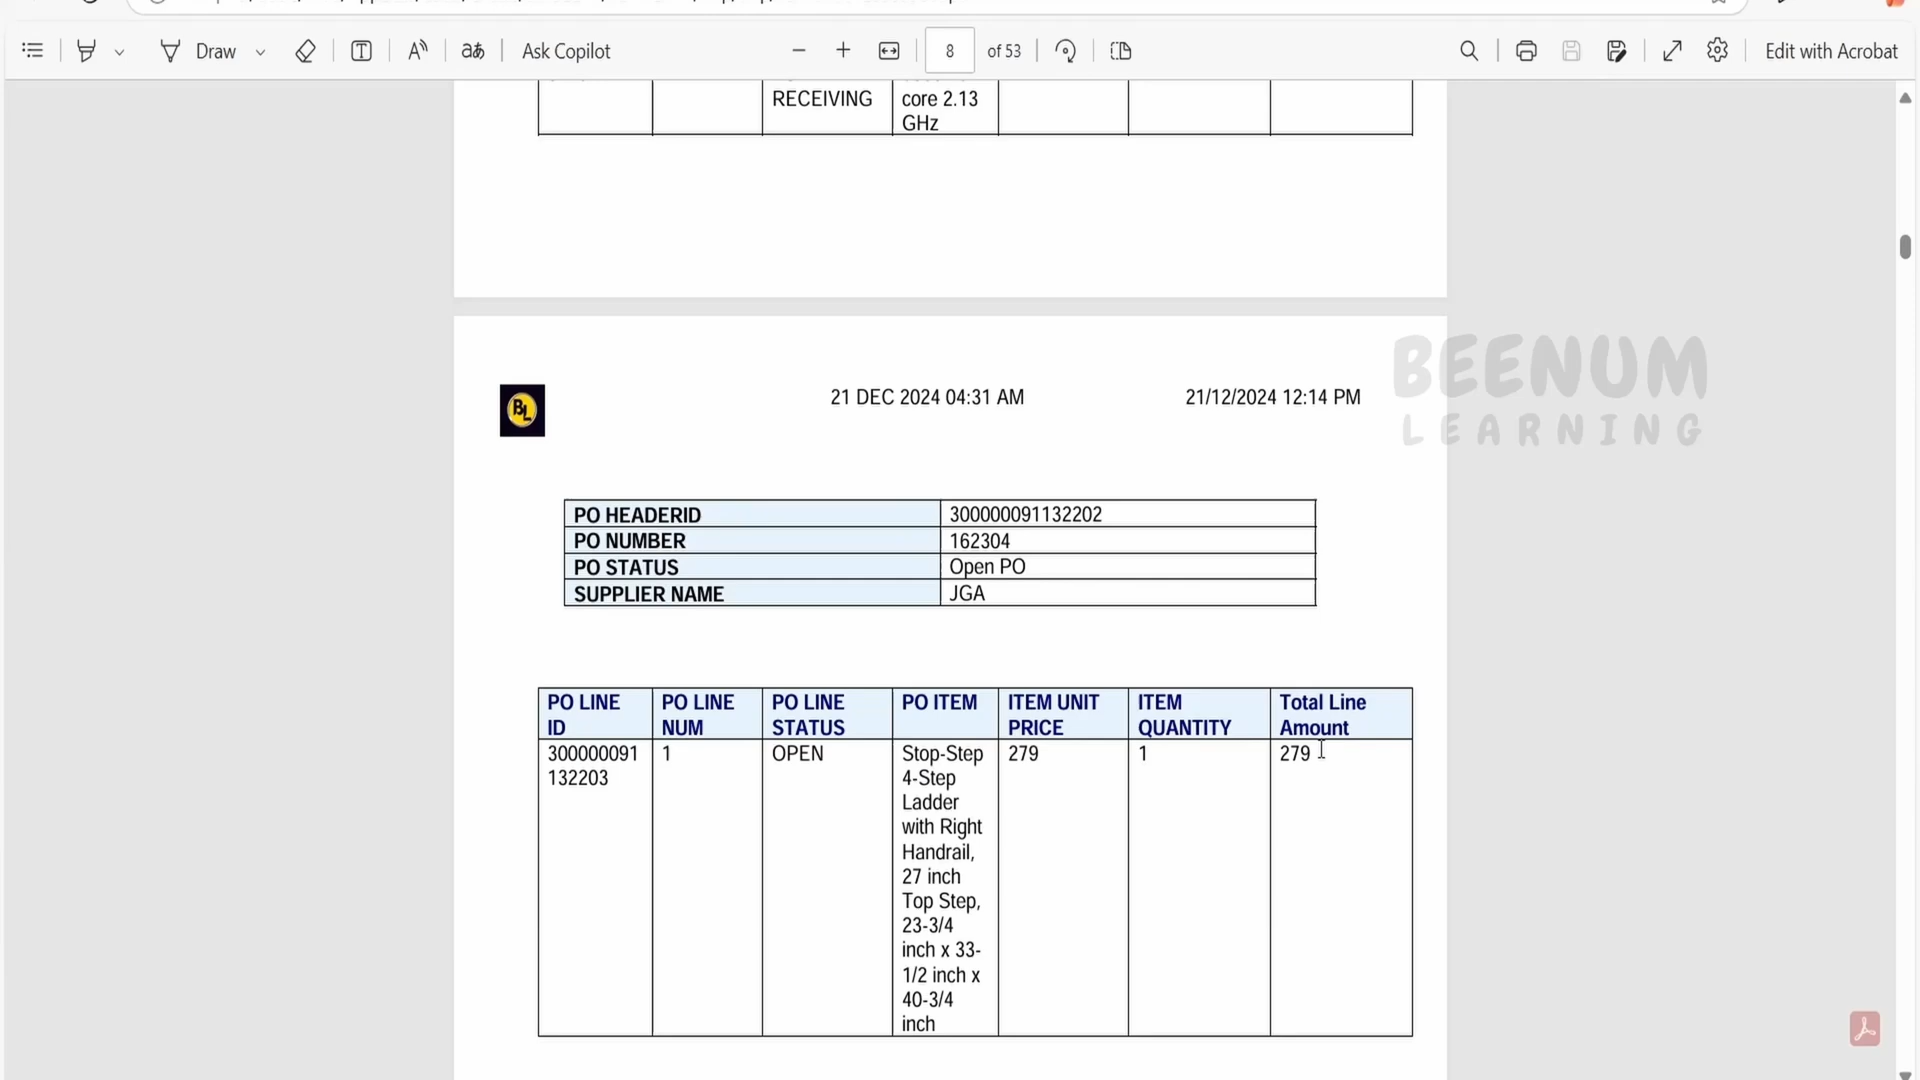 Draw
aあ
Ask Copilot
8
of 53
Edit with Acrobat
RECEIVING
core 2.13
GHz
BEENUM
LEARNING
BL
21 DEC 2024 04:31 AM
21/12/2024 12:14 PM
PO HEADERID 300000091132202
PO NUMBER 162304
PO STATUS Open PO
SUPPLIER NAME JGA
PO LINE ID
PO LINE NUM
PO LINE STATUS
PO ITEM
ITEM UNIT PRICE
ITEM QUANTITY
Total Line Amount
300000091
132203
1
OPEN
Stop-Step
4-Step
Ladder
with Right
Handrail,
27 inch
Top Step,
23-3/4
inch x 33-
1/2 inch x
40-3/4
inch
279
1
279